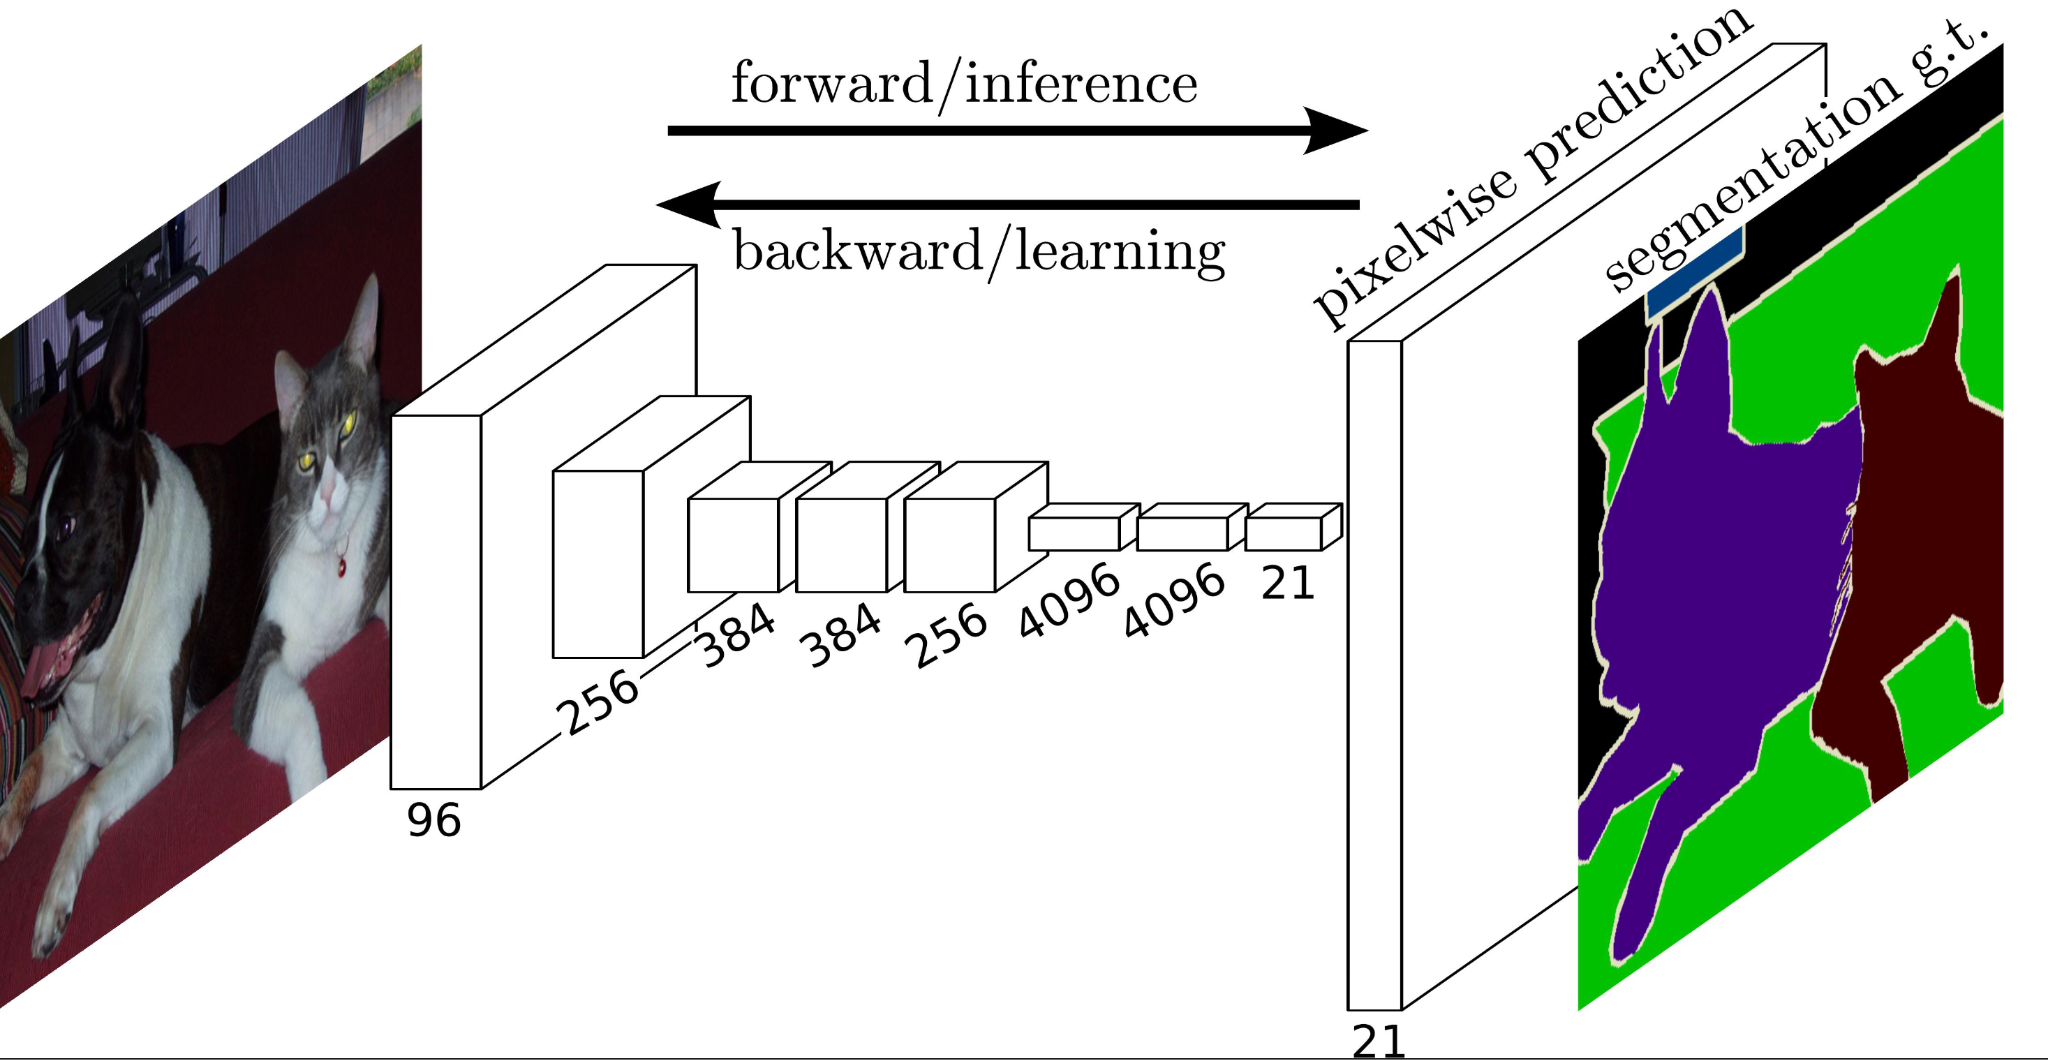 forward/inference
backward/learning
pixelwise prediction
segmentation g.t.
96
256
384
384
256
4096
4096
21
21